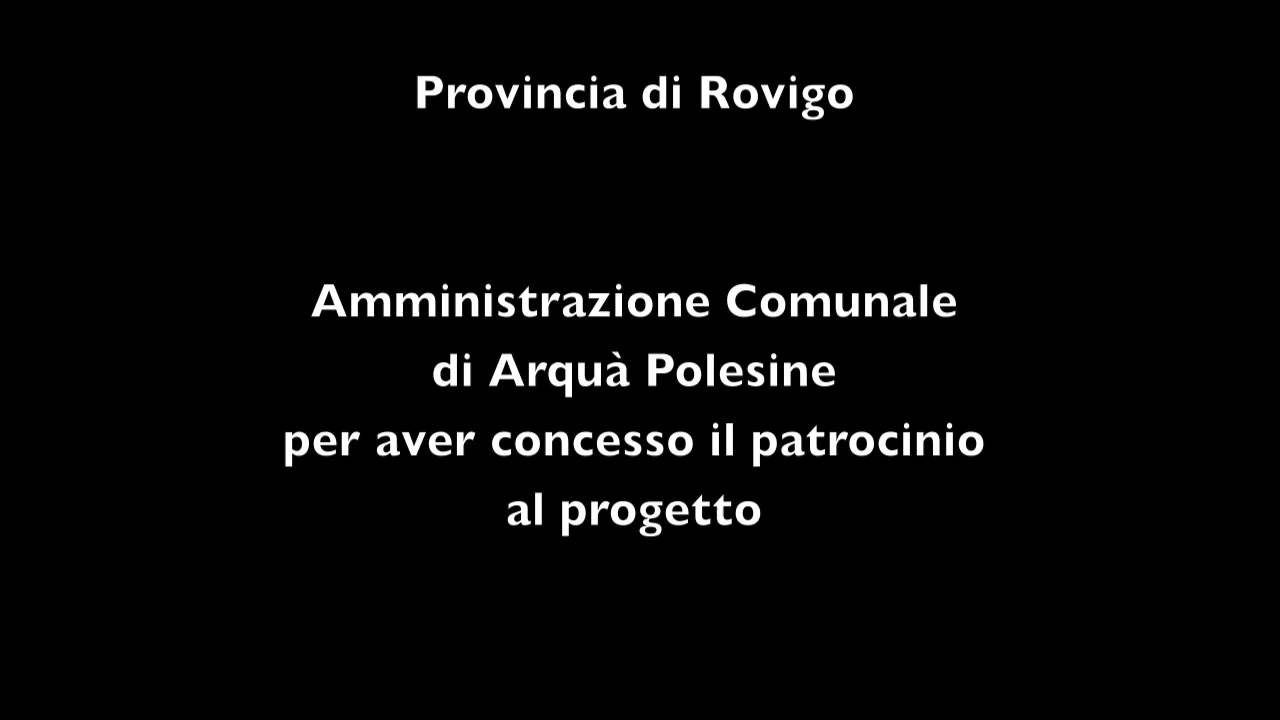 Provincia di Rovigo
Amministrazione Comunale
di Arquà Polesine
per aver concesso il patrocinio
al progetto